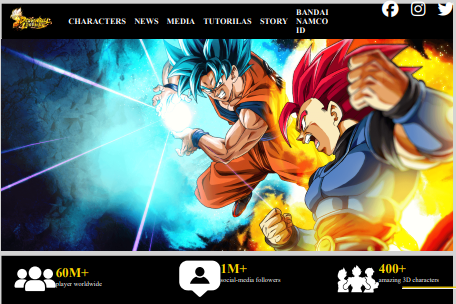 CHARACTERS NEWS MEDIA TUTORILAS STORY BANDAI
NAMCO
ID
60M+
player worldwide
1M+
social-media followers
400+
amazing 3D characters